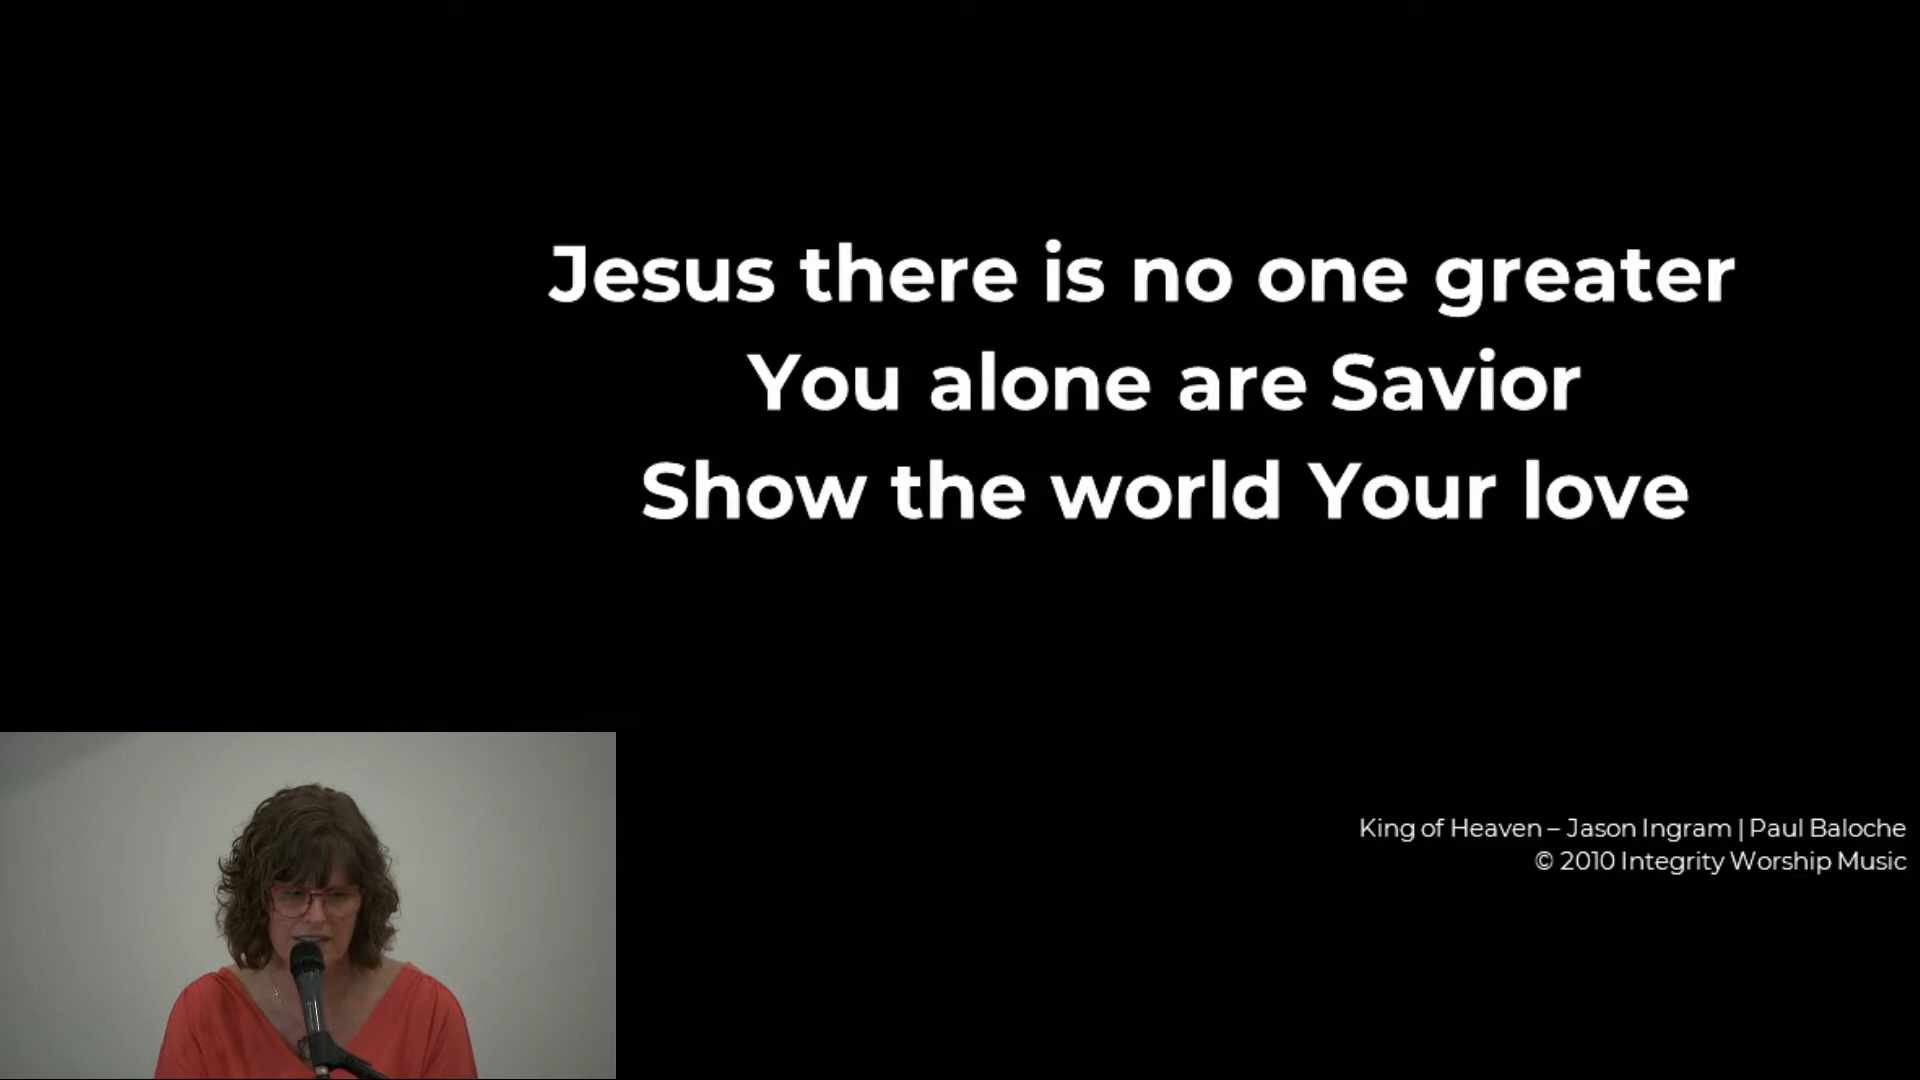 Jesus there is no one greater
You alone are Savior
Show the world Your love
King of Heaven – Jason Ingram | Paul Baloche
© 2010 Integrity Worship Music